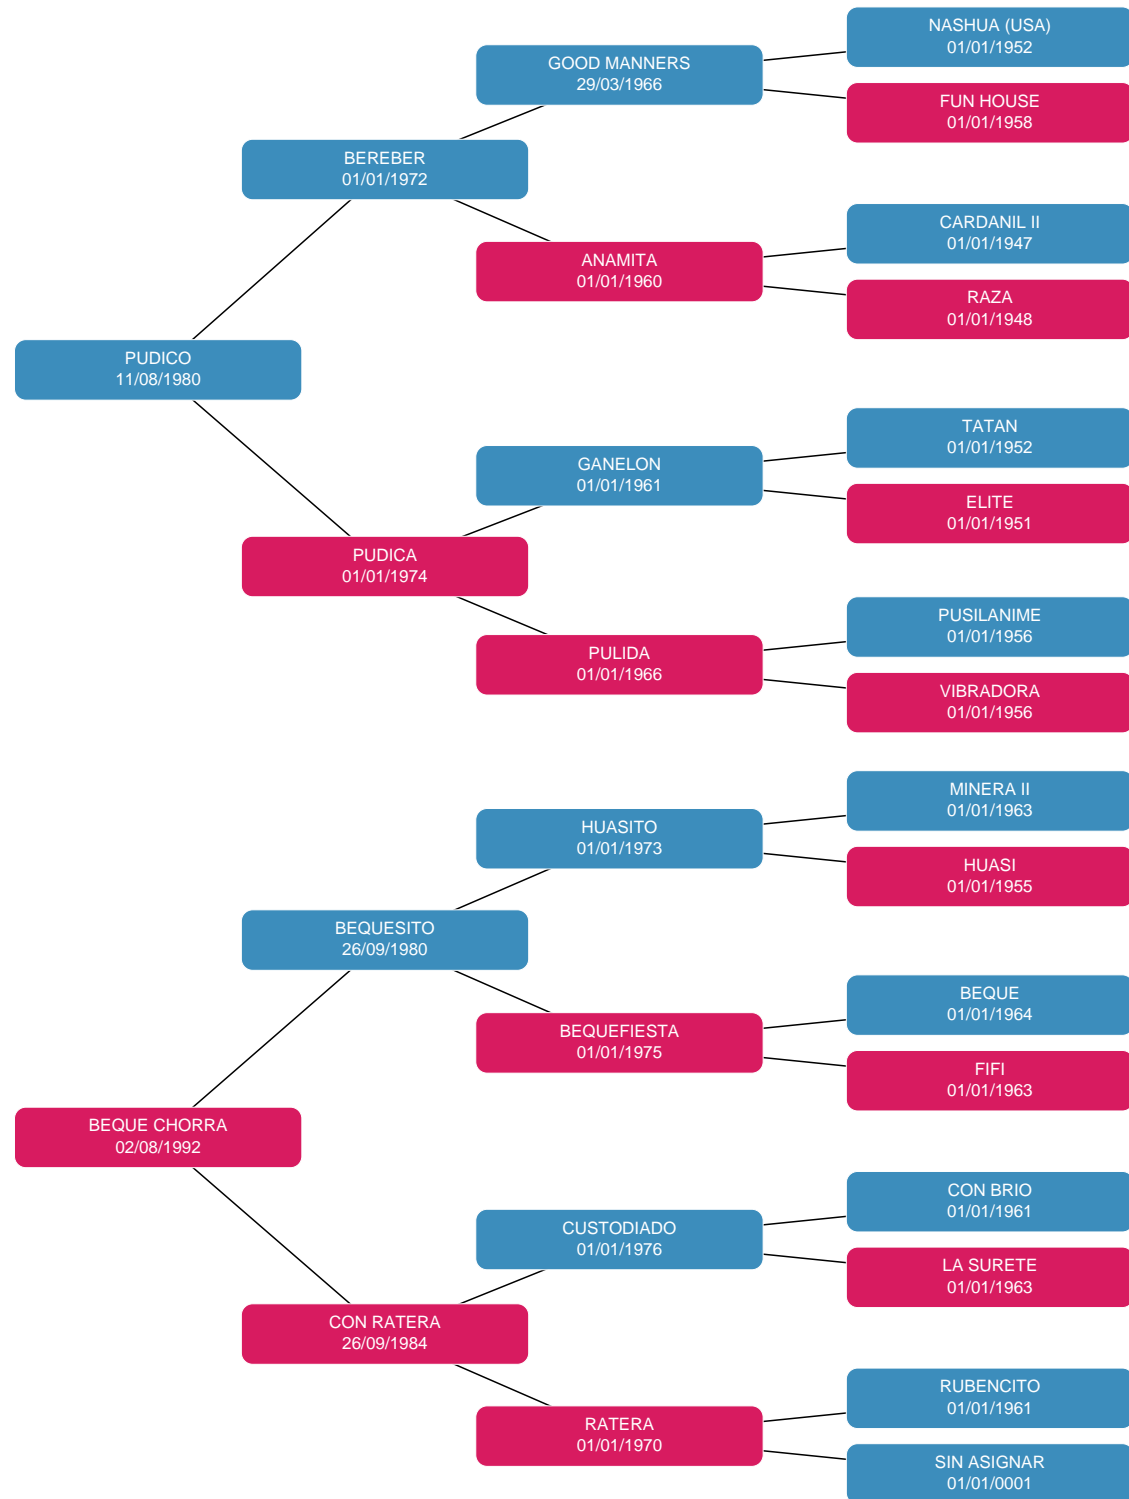 NASHUA (USA)
01/01/1952
GOOD MANNERS
29/03/1966
FUN HOUSE
01/01/1958
BEREBER
01/01/1972
CARDANIL II
01/01/1947
ANAMITA
01/01/1960
RAZA
01/01/1948
PUDICO
11/08/1980
TATAN
01/01/1952
GANELON
01/01/1961
ELITE
01/01/1951
PUDICA
01/01/1974
PUSILANIME
01/01/1956
PULIDA
01/01/1966
VIBRADORA
01/01/1956
MINERA II
01/01/1963
HUASITO
01/01/1973
HUASI
01/01/1955
BEQUESITO
26/09/1980
BEQUE
01/01/1964
BEQUEFIESTA
01/01/1975
FIFI
01/01/1963
BEQUE CHORRA
02/08/1992
CON BRIO
01/01/1961
CUSTODIADO
01/01/1976
LA SURETE
01/01/1963
CON RATERA
26/09/1984
RUBENCITO
01/01/1961
RATERA
01/01/1970
SIN ASIGNAR
01/01/0001